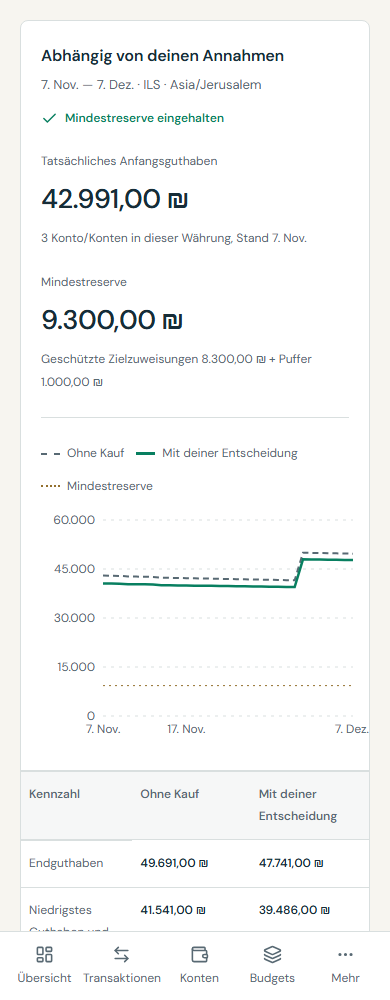 Abhängig von deinen Annahmen
7. Nov. — 7. Dez. · ILS · Asia/Jerusalem
Mindestreserve eingehalten
Tatsächliches Anfangsguthaben
42.991,00 ₪
3 Konto/Konten in dieser Währung, Stand 7. Nov.
Mindestreserve
9.300,00 ₪
Geschützte Zielzuweisungen 8.300,00 ₪ + Puffer
1.000,00 ₪
Ohne Kauf
Mit deiner Entscheidung
Mindestreserve
60.000
45.000
30.000
15.000
0
7. Nov.
17. Nov.
7. Dez.
Kennzahl
Ohne Kauf
Mit deiner
Entscheidung
Endguthaben
49.691,00 ₪
47.741,00 ₪
Niedrigstes
41.541,00 ₪
39.486,00 ₪
Übersicht
Transaktionen
Konten
Budgets
Mehr